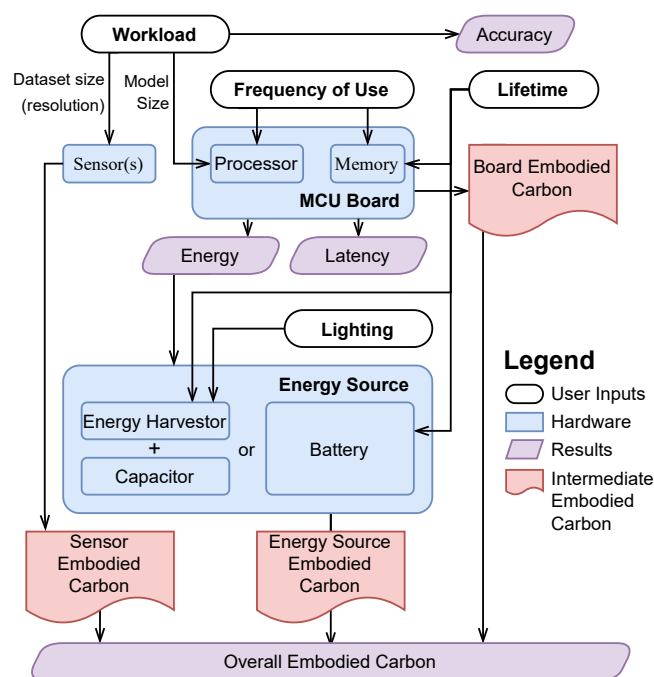 Workload
Accuracy
Dataset size
(resolution)
Model
Size
Frequency of Use
Lifetime
Sensor(s)
Processor
Memory
MCU Board
Board Embodied
Carbon
Energy
Latency
Lighting
Energy Source
Energy Harvestor
+
Capacitor
or
Battery
Legend
User Inputs
Hardware
Results
Intermediate
Embodied
Carbon
Sensor
Embodied
Carbon
Energy Source
Embodied
Carbon
Overall Embodied Carbon